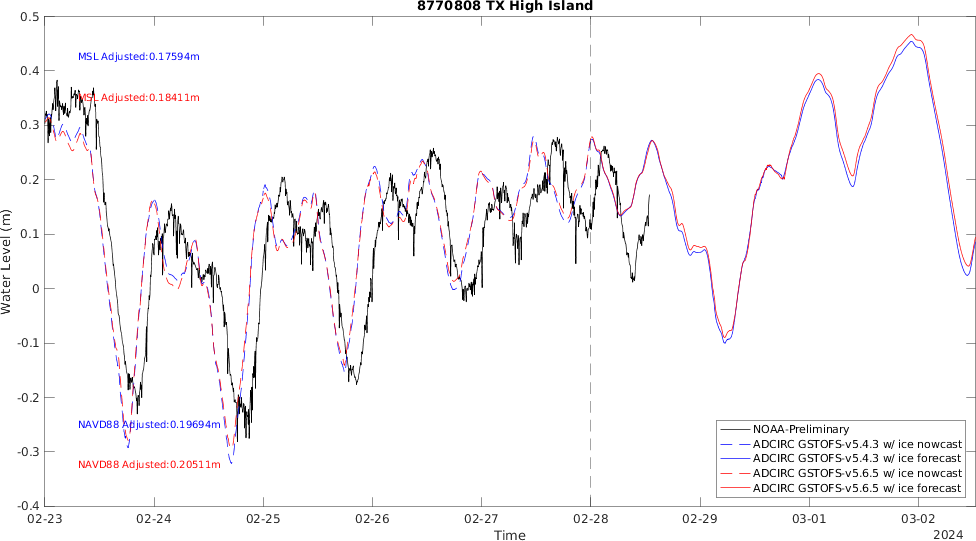 8770808 TX High Island
0.5
0.4
0.3
0.2
0.1
0
-0.1
-0.2
-0.3
-0.4
Water Level (m)
MSL Adjusted:0.17594m
MSL Adjusted:0.18411m
NAVD88 Adjusted:0.19694m
NAVD88 Adjusted:0.20511m
NOAA-Preliminary
ADCIRC GSTOFS-v5.4.3 w/ ice nowcast
ADCIRC GSTOFS-v5.4.3 w/ ice forecast
ADCIRC GSTOFS-v5.6.5 w/ ice nowcast
ADCIRC GSTOFS-v5.6.5 w/ ice forecast
02-23 02-24 02-25 02-26 02-27 02-28 02-29 03-01 03-02
Time
2024